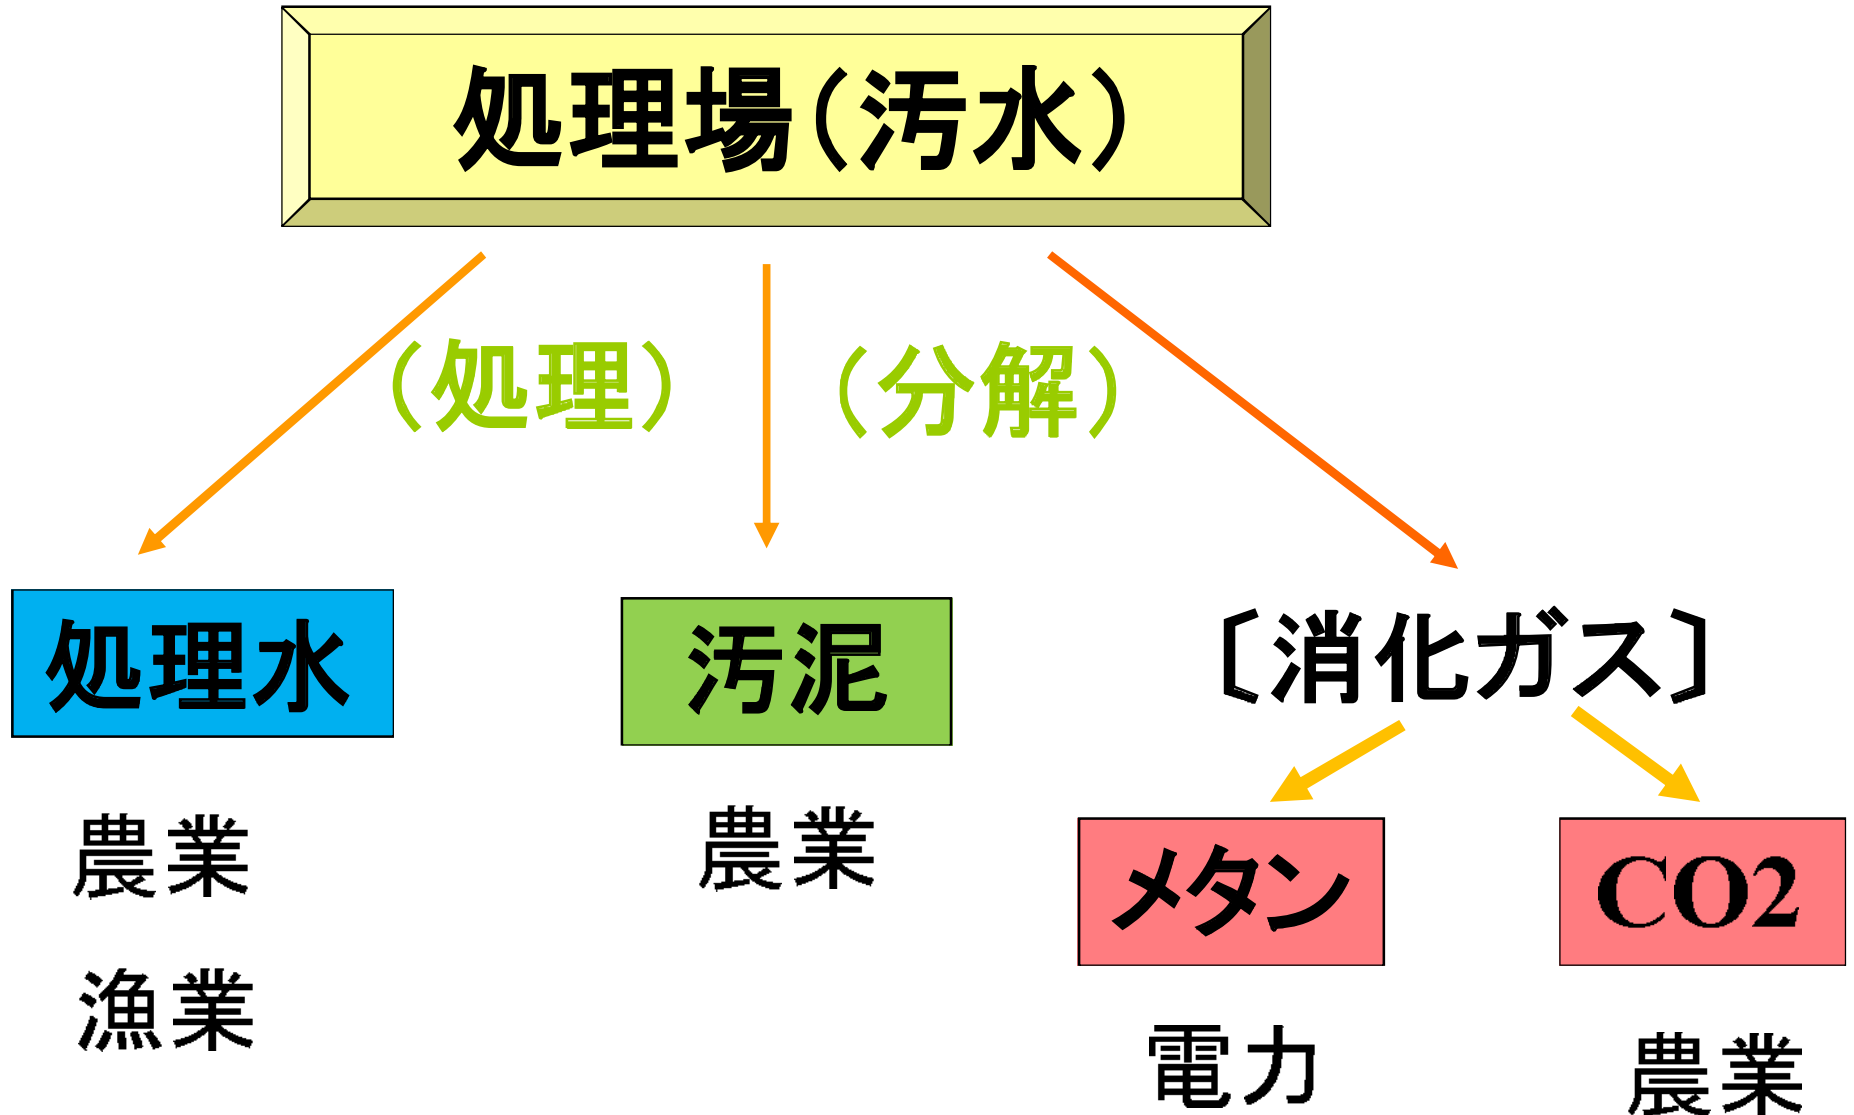 処理場(汚水)
(処理) (分解)
処理水
汚泥
〔消化ガス〕
農業
漁業
農業
メタン
CO2
電力
農業